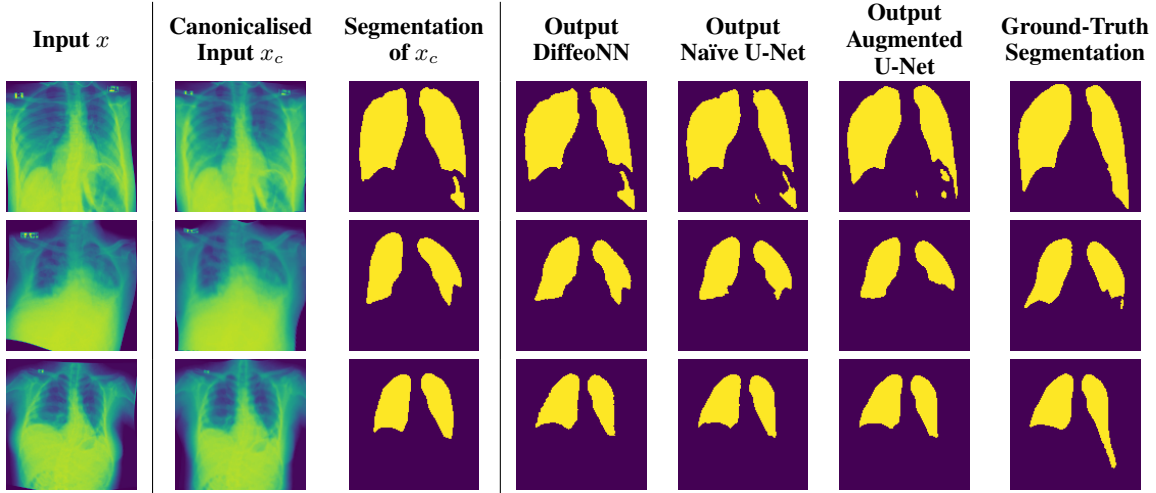 Input x
Canonicalised
Input x_c
Segmentation
of x_c
Output
DiffeoNN
Output
Naïve U-Net
Output
Augmented
U-Net
Ground-Truth
Segmentation